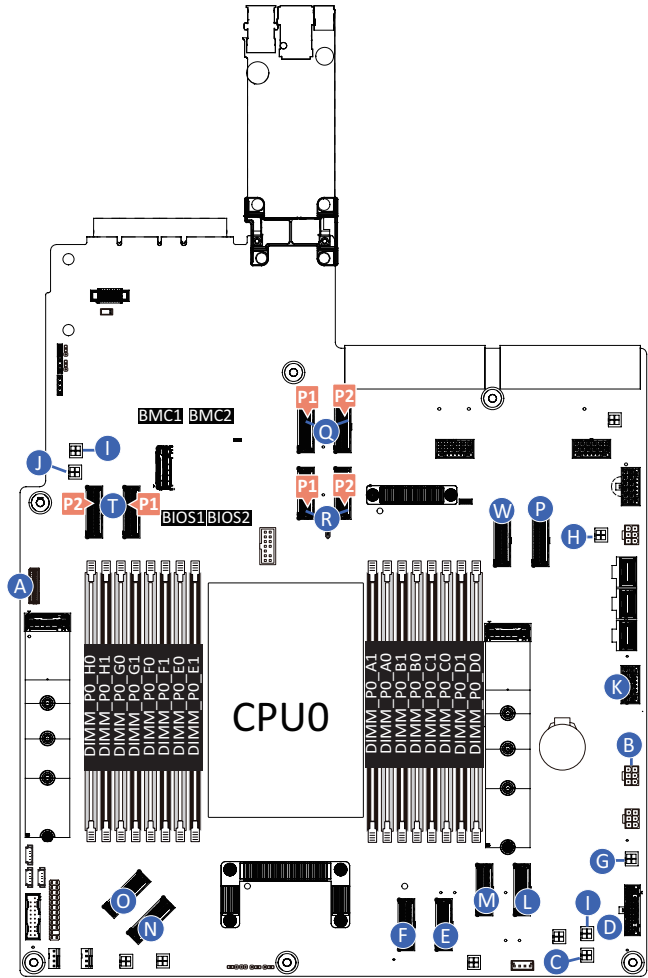 P1 P2
BMC1 BMC2
Q
I
J
P2 T P1
P1 P2
R
W P
BIOS1 BIOS2
H
A
DIMM_P0_H0
DIMM_P0_H1
DIMM_P0_G0
DIMM_P0_G1
DIMM_P0_F0
DIMM_P0_F1
DIMM_P0_E0
DIMM_P0_E1
CPU0
DIMM_P0_A1
DIMM_P0_A0
DIMM_P0_B1
DIMM_P0_B0
DIMM_P0_C1
DIMM_P0_C0
DIMM_P0_D1
DIMM_P0_D0
K
B
G
O
N
M L
F E
I
D
C